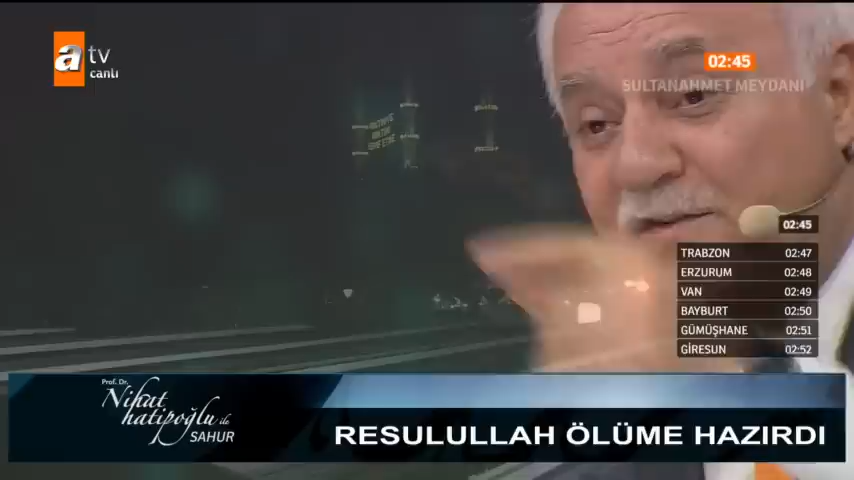 atv
canlı
02:45
SULTANAHMET MEYDANI
02:45
TRABZON 02:47
ERZURUM 02:48
VAN 02:49
BAYBURT 02:50
GÜMÜŞHANE 02:51
GİRESUN 02:52
Prof. Dr.
Nihat
hatipoğlu ile
SAHUR
RESULULLAH ÖLÜME HAZIRDI